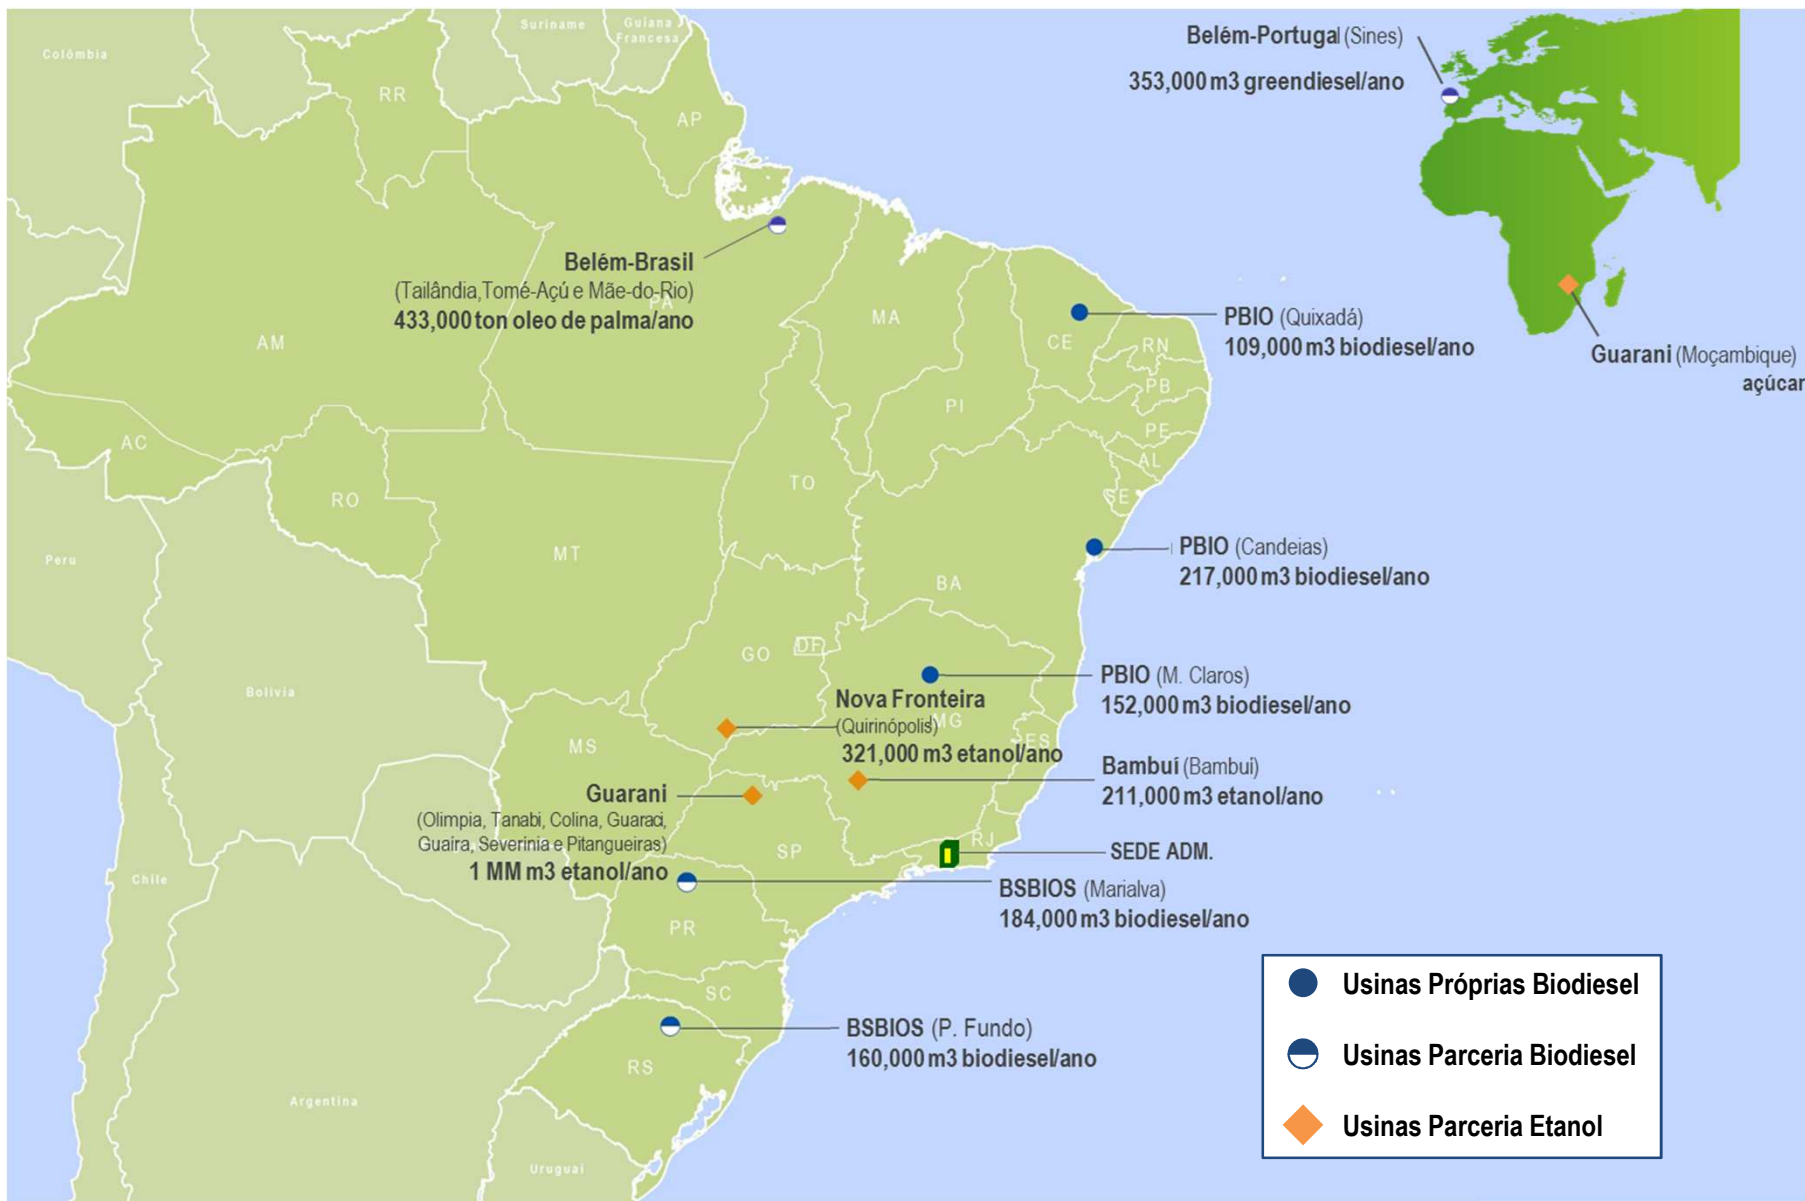 Suriname
Guiana
Francesa
Colômbia
RR
AP
Belém-Portugal (Sines)
353,000 m3 greendiesel/ano
Belém-Brasil
(Tailândia,Tomé-Açú e Mãe-do-Rio)
PA
433,000 ton oleo de palma/ano
AM
MA
CE
RN
PB
PI
PE
AL
SE
PBIO (Quixadá)
109,000 m3 biodiesel/ano
Guarani (Moçambique)
açúcar
AC
RO
TO
MT
BA
Peru
PBIO (Candeias)
217,000 m3 biodiesel/ano
GO
DF
Bolívia
PBIO (M. Claros)
152,000 m3 biodiesel/ano
Nova Fronteira
(Quirinópolis)
MG
321,000 m3 etanol/ano
MS
ES
Bambuí (Bambuí)
211,000 m3 etanol/ano
Guarani
(Olimpia, Tanabi, Colina, Guaraci,
Guaíra, Severinia e Pitangueiras)
1 MM m3 etanol/ano
SP
RJ
SEDE ADM.
Chile
BSBIOS (Marialva)
184,000 m3 biodiesel/ano
PR
SC
BSBIOS (P. Fundo)
160,000 m3 biodiesel/ano
RS
Argentina
Uruguai
Usinas Próprias Biodiesel
Usinas Parceria Biodiesel
Usinas Parceria Etanol